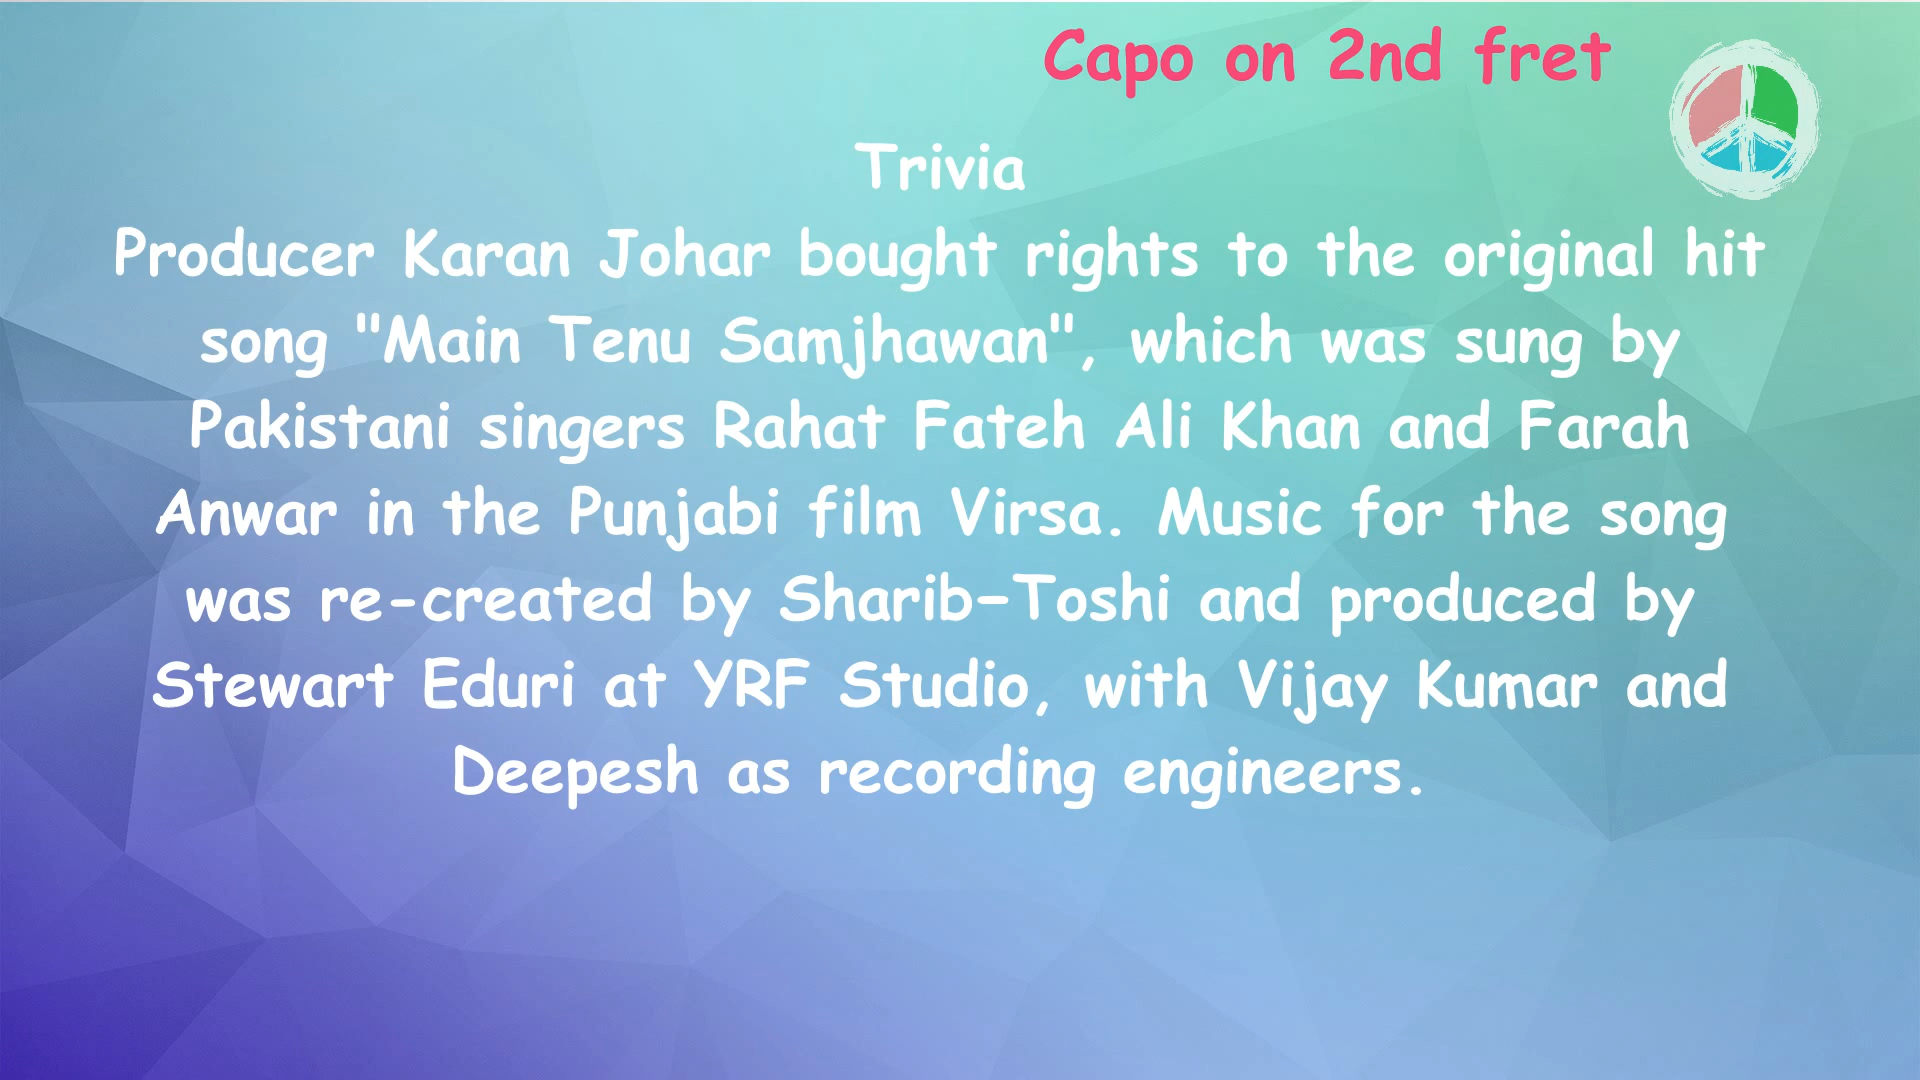 Capo on 2nd fret
Trivia
Producer Karan Johar bought rights to the original hit
song "Main Tenu Samjhawan", which was sung by
Pakistani singers Rahat Fateh Ali Khan and Farah
Anwar in the Punjabi film Virsa. Music for the song
was re-created by Sharib–Toshi and produced by
Stewart Eduri at YRF Studio, with Vijay Kumar and
Deepesh as recording engineers.